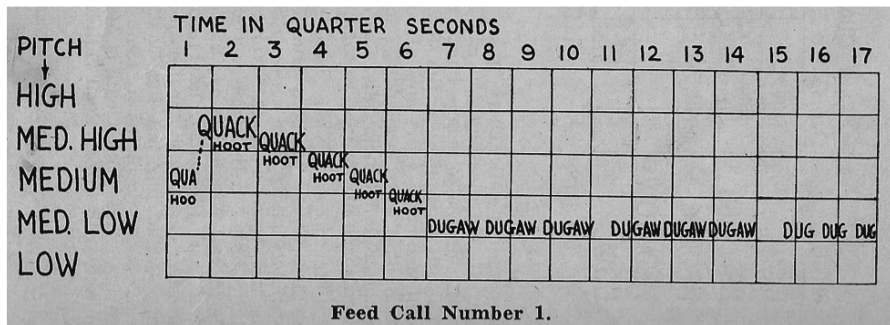 TIME IN QUARTER SECONDS
PITCH 1 2 3 4 5 6 7 8 9 10 11 12 13 14 15 16 17
HIGH
MED. HIGH QUACK QUACK
HOOT HOOT
MEDIUM QUA QUACK QUACK
HOO HOOT HOOT
QUACK
HOOT
MED. LOW DUGAW DUGAW DUGAW DUGAW DUGAW DUGAW DUG DUG DUG
LOW
Feed Call Number 1.